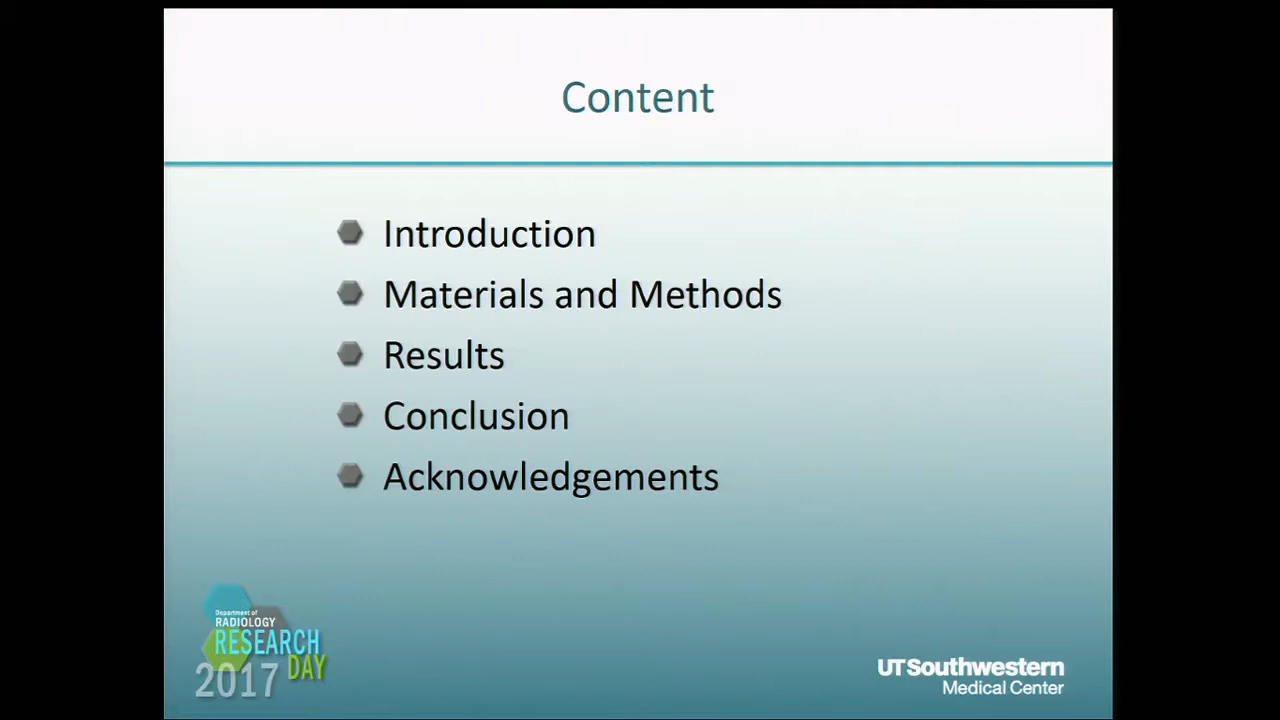 Content
Introduction
Materials and Methods
Results
Conclusion
Acknowledgements
Department of
RADIOLOGY
RESEARCH
DAY
2017
UTSouthwestern
Medical Center